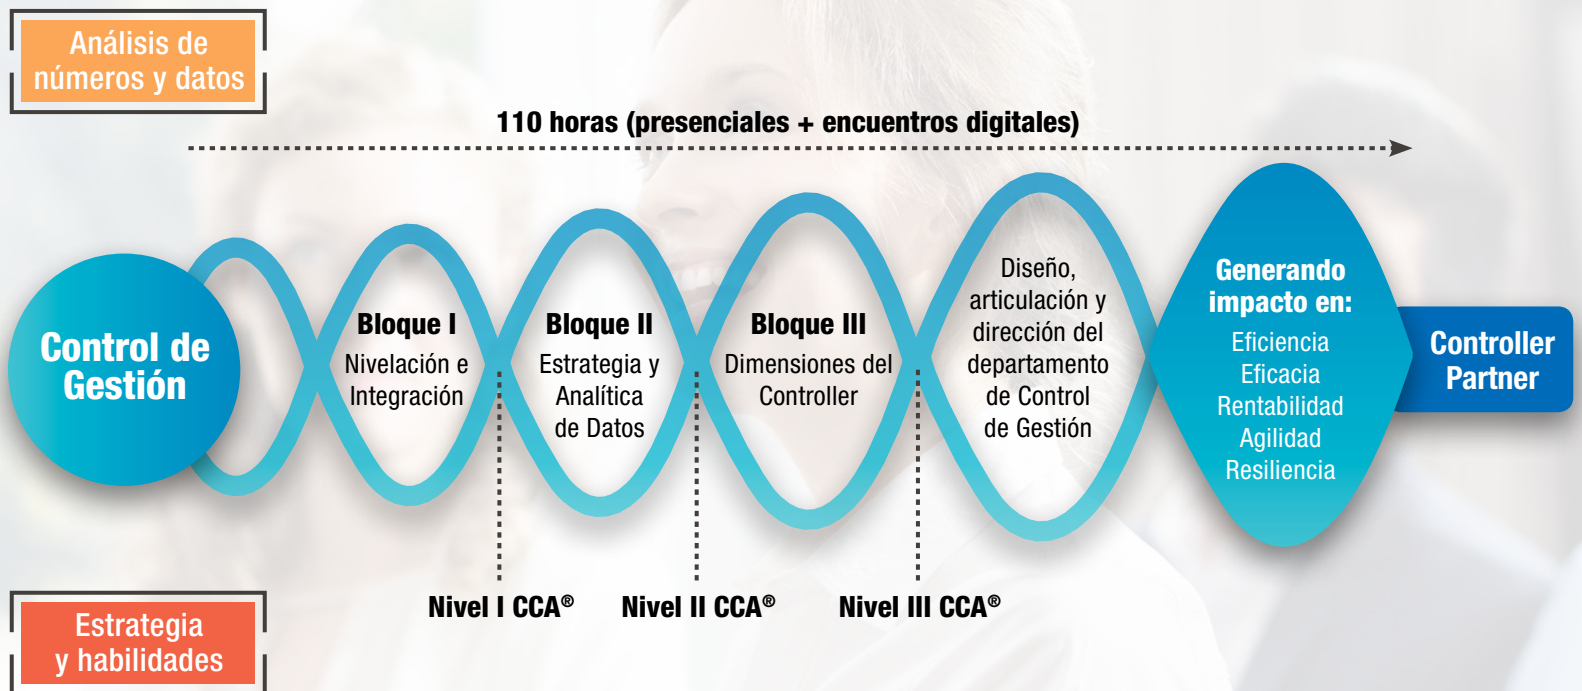 Análisis de
números y datos
110 horas (presenciales + encuentros digitales)
Control de
Gestión
Bloque I
Nivelación e
Integración
Bloque II
Estrategia y
Analítica
de Datos
Bloque III
Dimensiones del
Controller
Diseño,
articulación y
dirección del
departamento
de Control
de Gestión
Generando
impacto en:
Eficiencia
Eficacia
Rentabilidad
Agilidad
Resiliencia
Controller
Partner
Nivel I CCA®
Nivel II CCA®
Nivel III CCA®
Estrategia
y habilidades